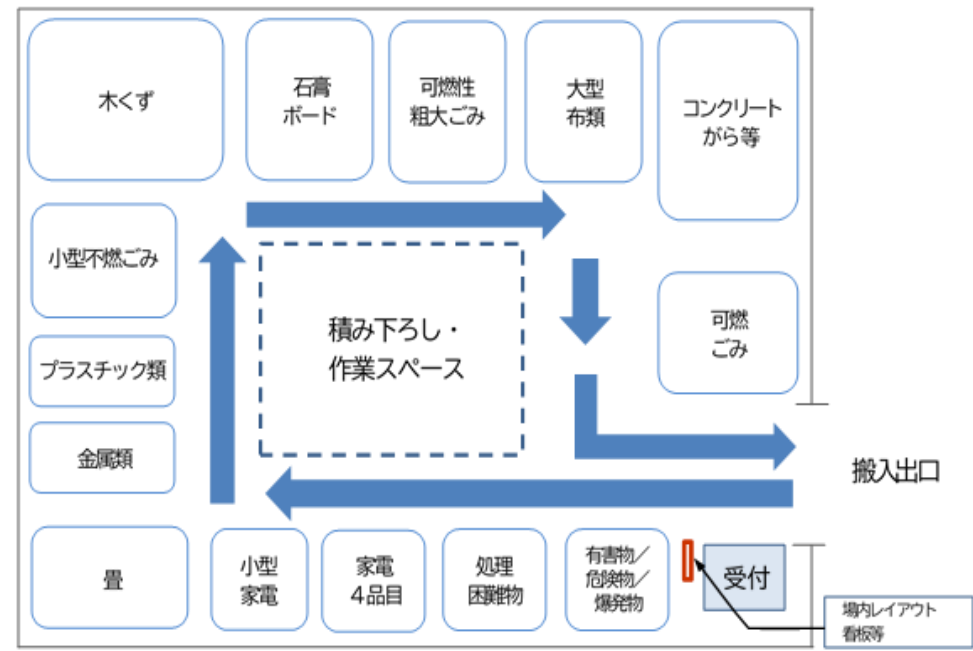 木くず
石膏
ボード
可燃性
粗大ごみ
大型
布類
コンクリート
がら等
小型不燃ごみ
積み下ろし・
作業スペース
可燃
ごみ
プラスチック類
金属類
搬入出口
畳
小型
家電
家電
４品目
処理
困難物
有害物／
危険物／
爆発物
受付
場内レイアウト
看板等